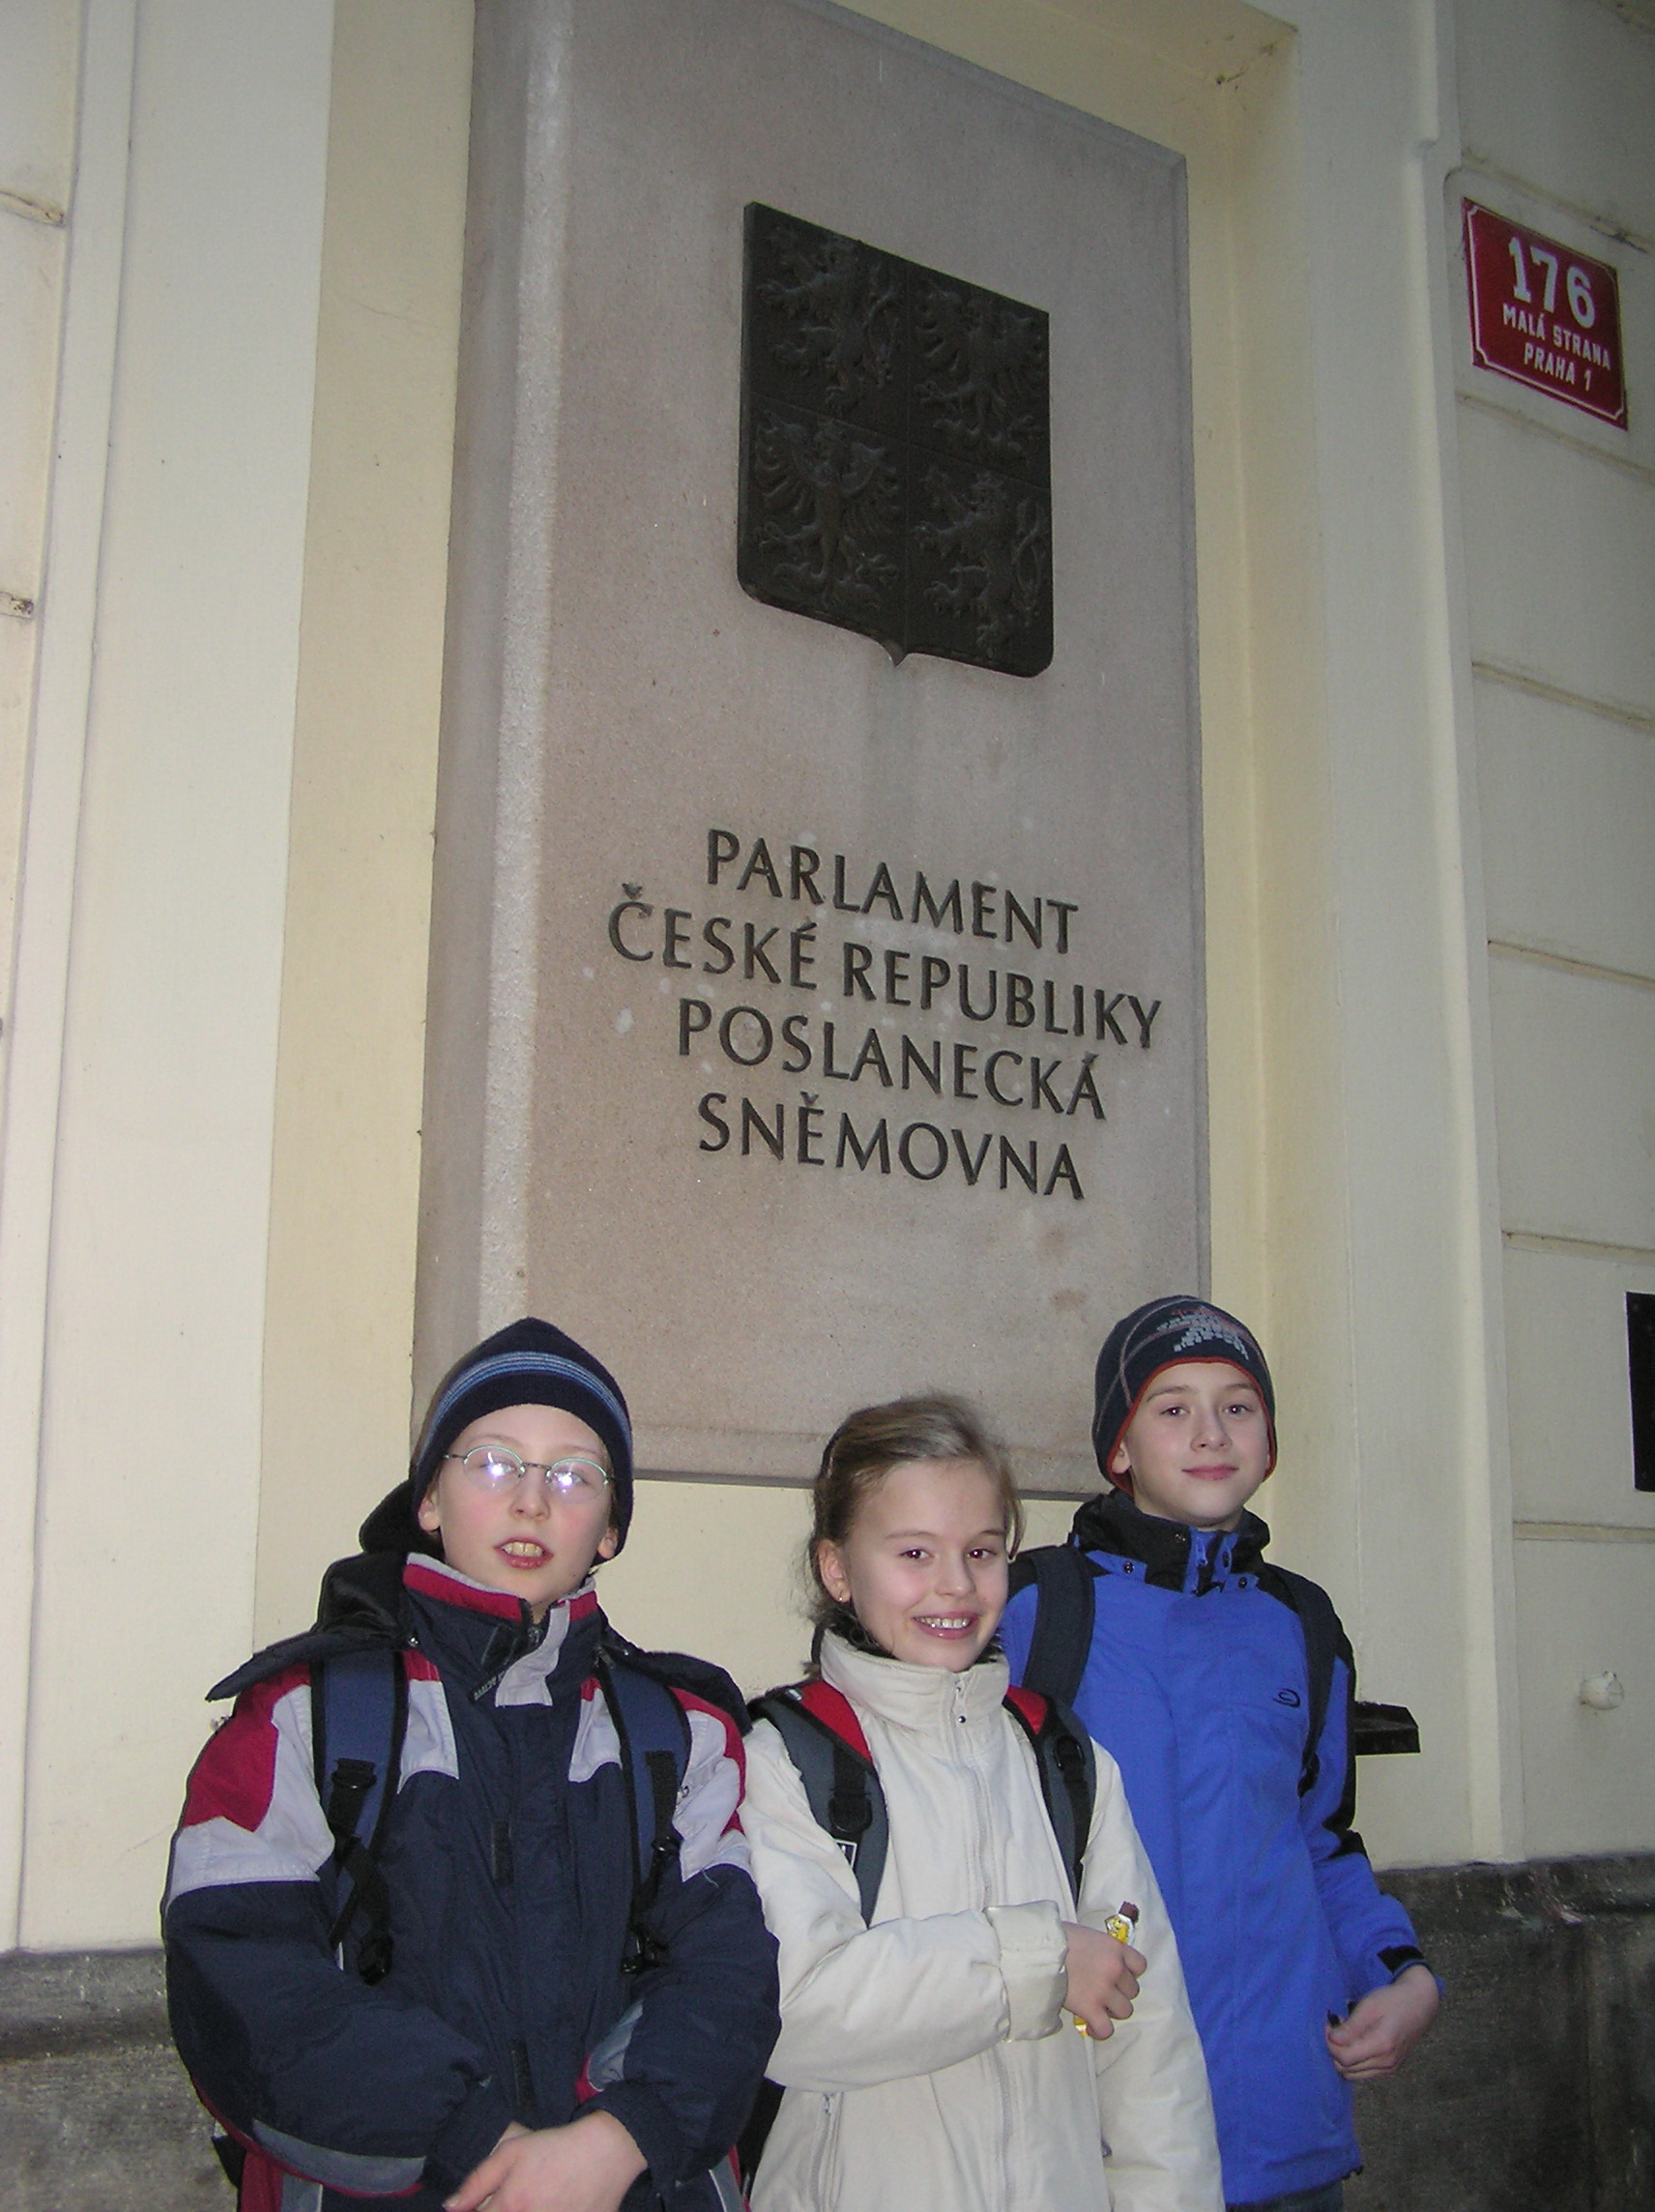 176
MALÁ STRANA
PRAHA 1
PARLAMENT
ČESKÉ REPUBLIKY
POSLANECKÁ
SNĚMOVNA